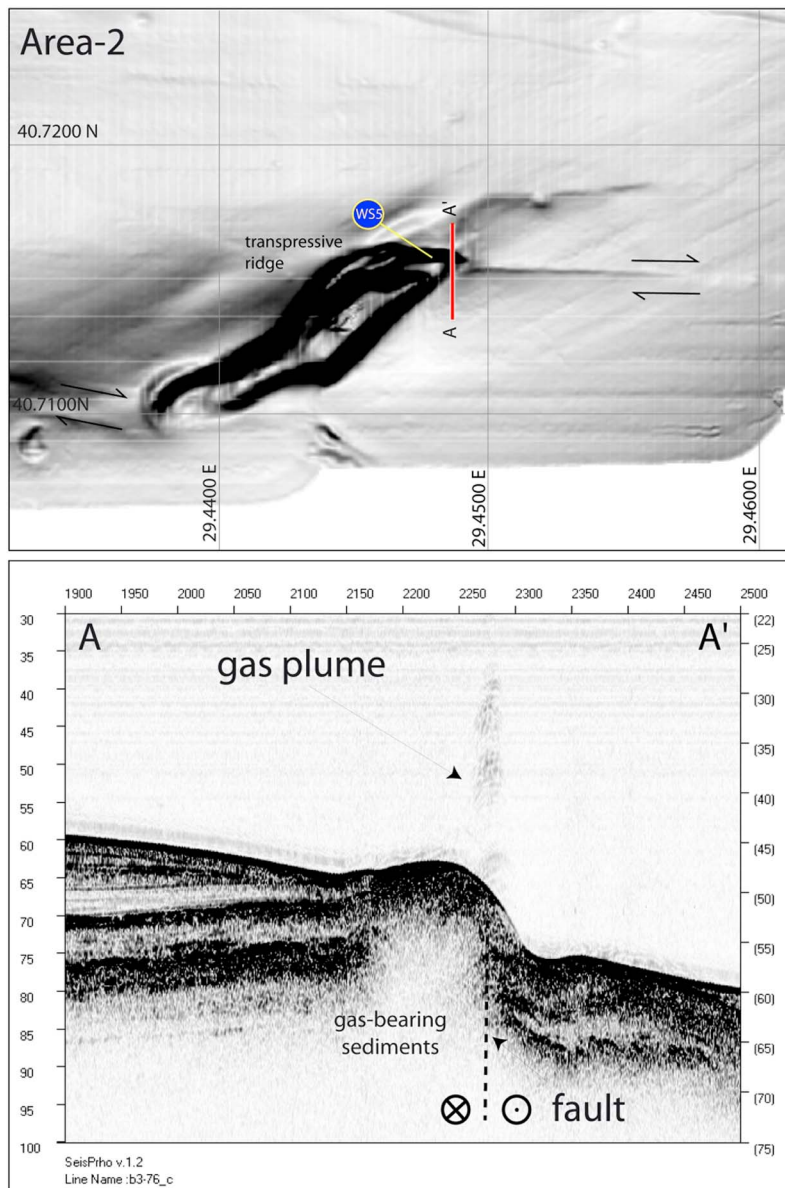 Area-2
40.7200 N
WS5
A'
transpressive
ridge
A
40.7100N
29.4400 E
29.4500 E
29.4600 E
1900 1950 2000 2050 2100 2150 2200 2250 2300 2350 2400 2450 2500
30 (22)
A A'
35 (25)
gas plume
40 (30)
45
50 (35)
55 (40)
60 (45)
65 (50)
70
75 (55)
80 (60)
85 (65)
gas-bearing
sediments
90 (70)
95
fault
100 (75)
SeisPrho v.1.2
Line Name :b3-76_c